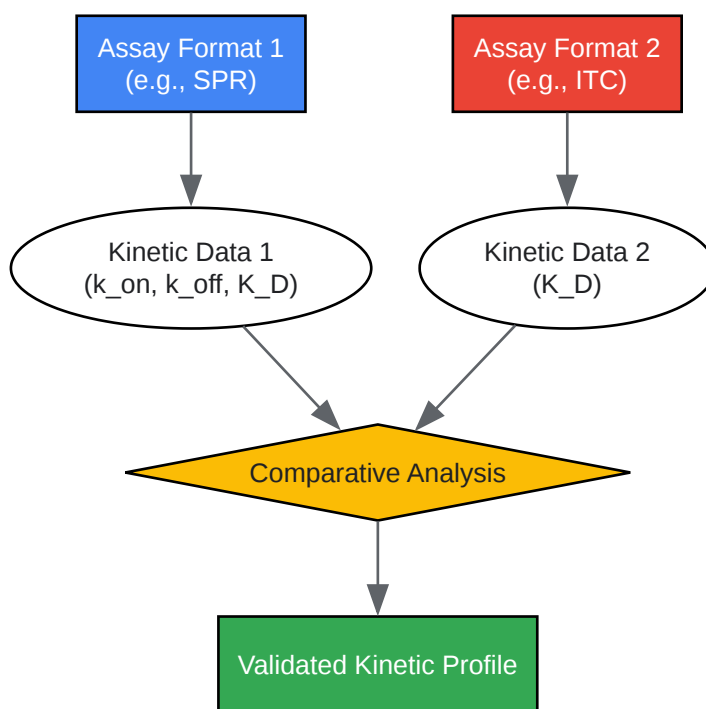 Assay Format 1
(e.g., SPR)
Assay Format 2
(e.g., ITC)
Kinetic Data 1
(k_on, k_off, K_D)
Kinetic Data 2
(K_D)
Comparative Analysis
Validated Kinetic Profile